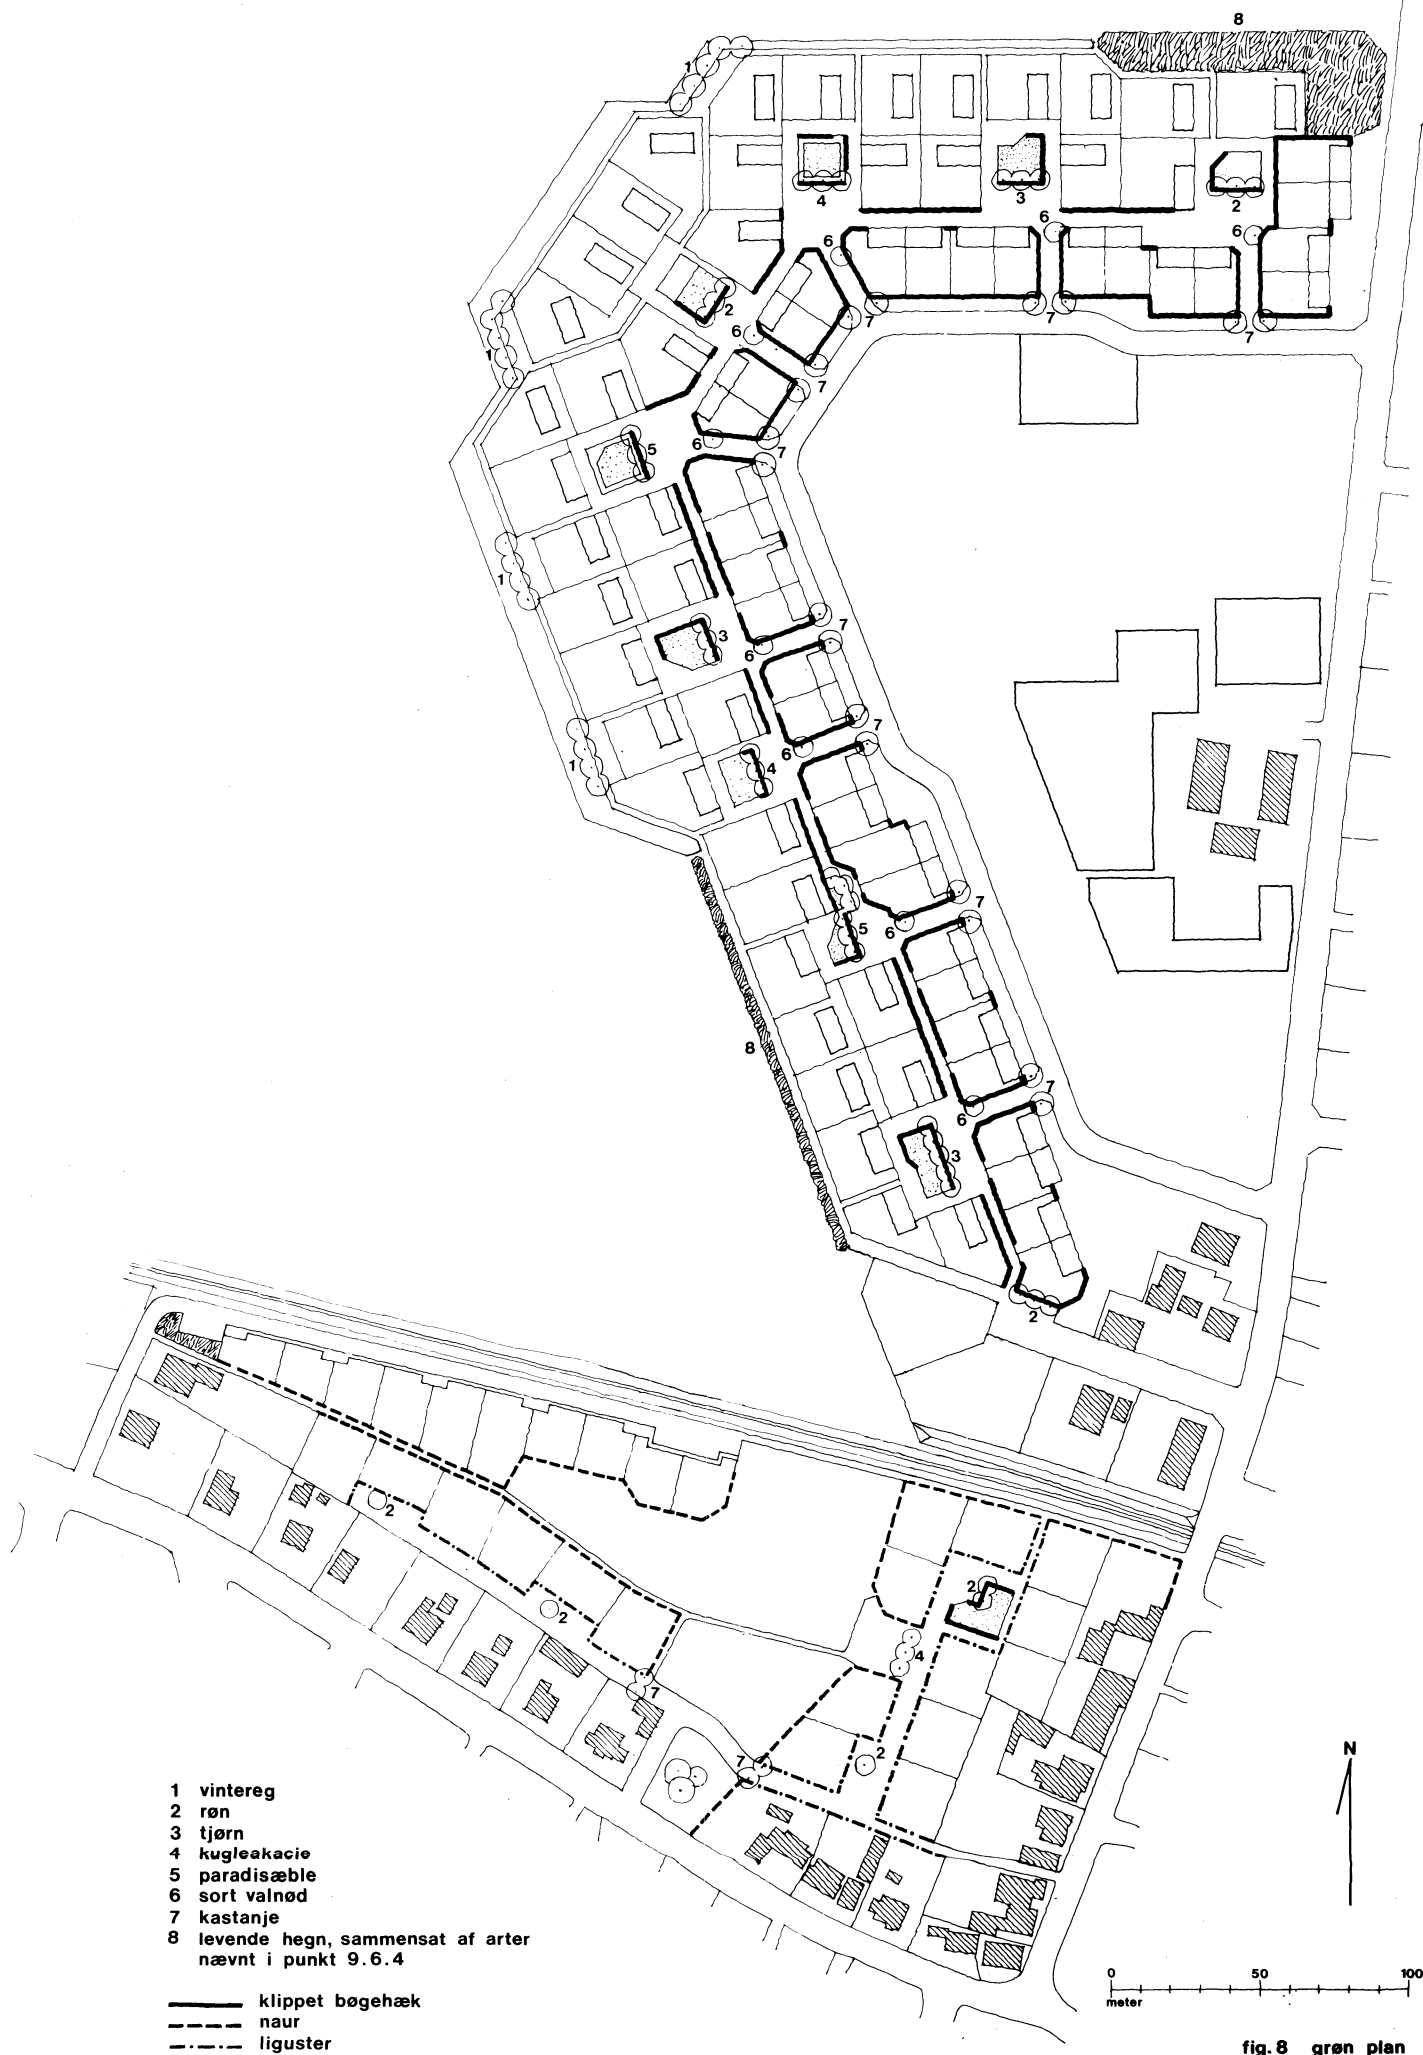 8
1
4
3
2
6
6
6
2
7
7
7
6
1
7
5
6
7
1
3
7
6
7
1
4
6
5
6
7
8
7
6
3
2
2
2
2
4
7
7
2
N
1 vintereg
2 røn
3 tjørn
4 kugleakacie
5 paradisæble
6 sort valnød
7 kastanje
8 levende hegn, sammensat af arter
nævnt i punkt 9.6.4
klippet bøgehæk
naur
liguster
0 50 100
meter
fig. 8 grøn plan